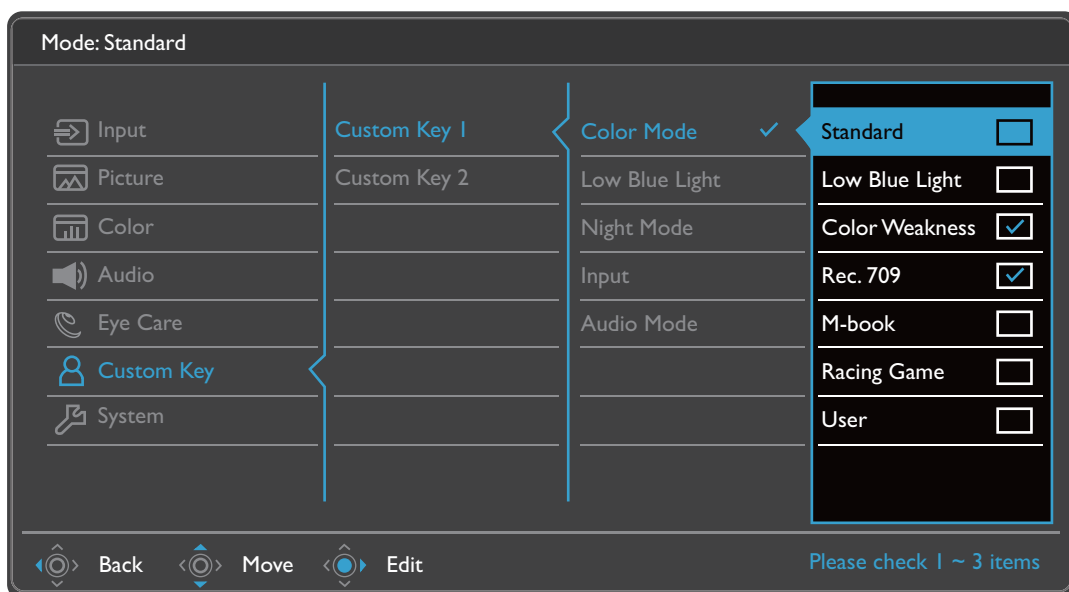 Mode: Standard
Input
Picture
Color
Audio
Eye Care
Custom Key
System
Custom Key 1
Custom Key 2
Color Mode
Low Blue Light
Night Mode
Input
Audio Mode
Standard
Low Blue Light
Color Weakness
Rec. 709
M-book
Racing Game
User
Back Move Edit
Please check 1 ~ 3 items